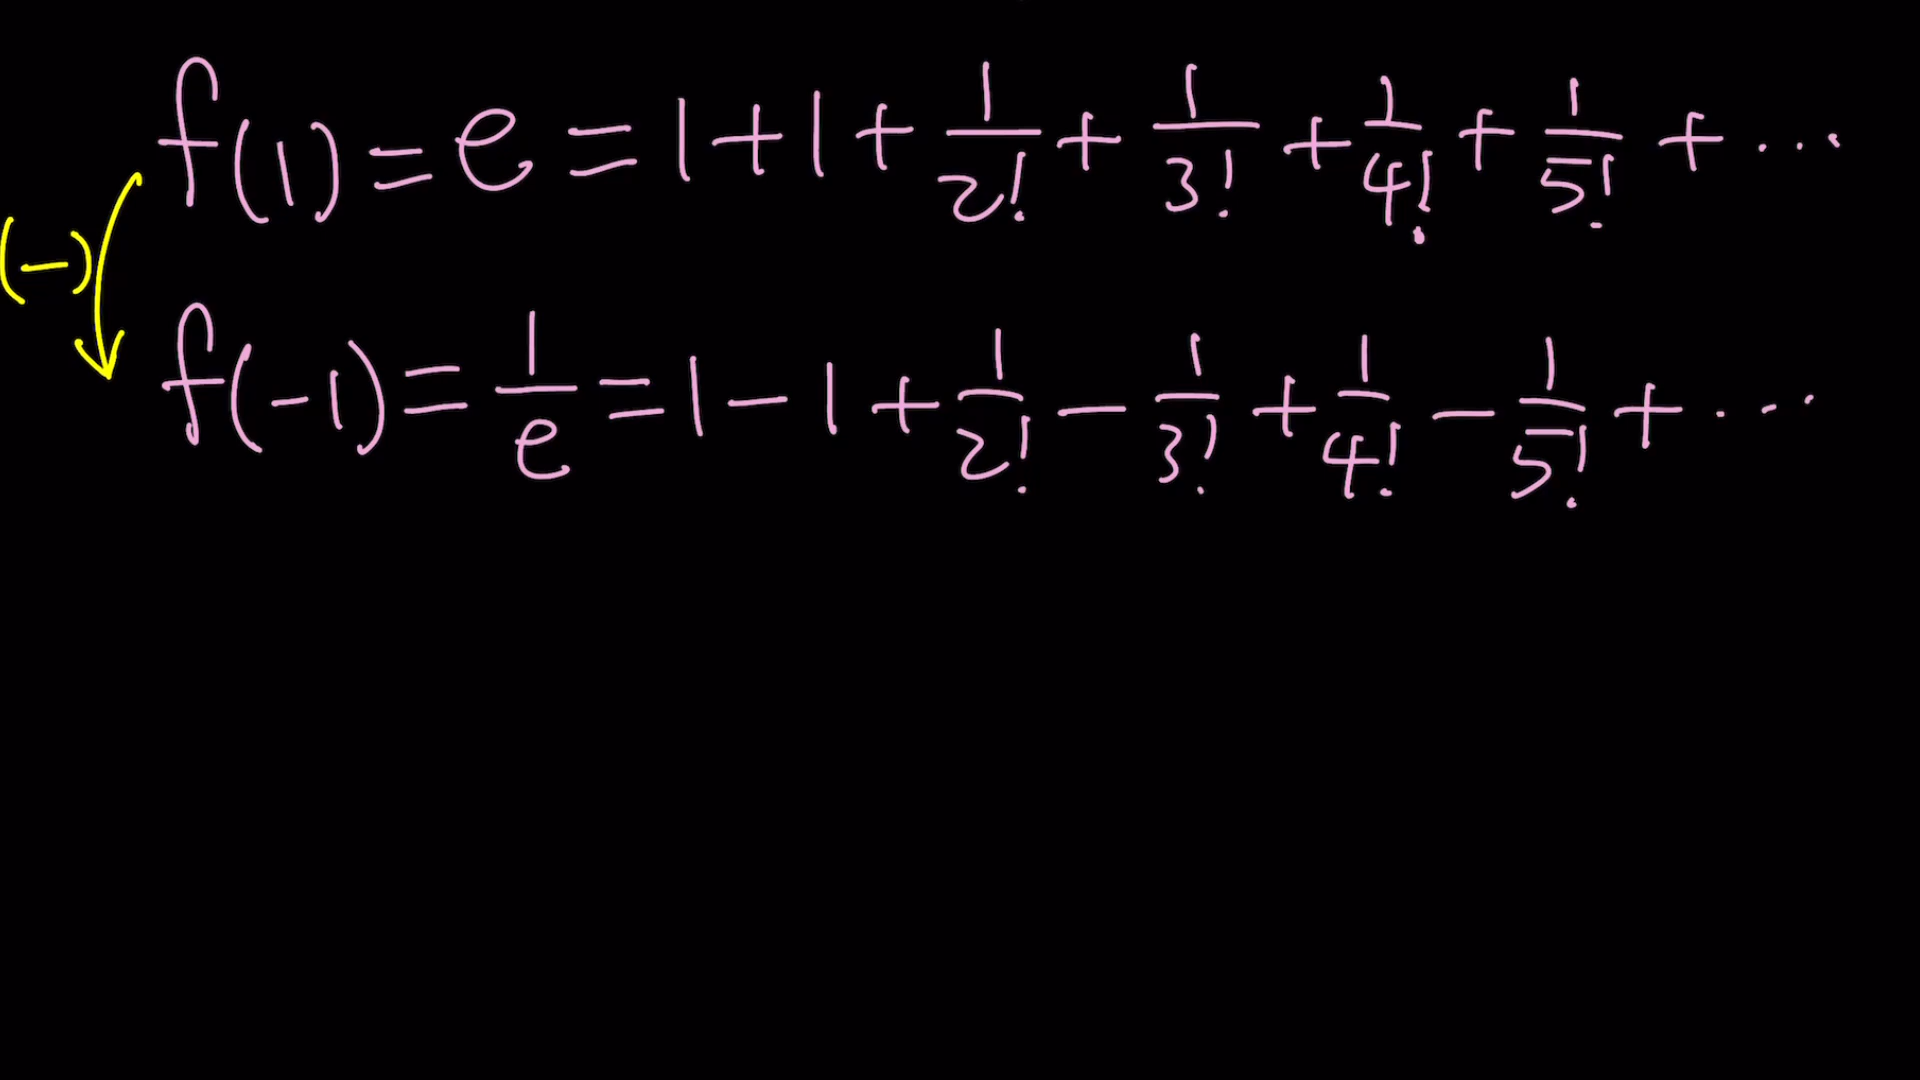 f(1) = e = 1 + 1 + 1/2! + 1/3! + 1/4! + 1/5! + ...
(-)
f(-1) = 1/e = 1 - 1 + 1/2! - 1/3! + 1/4! - 1/5! + ...